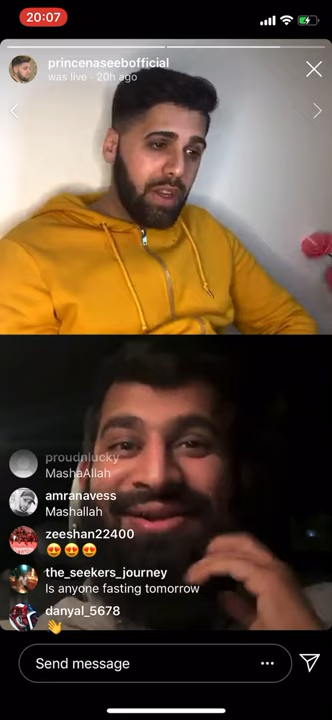 20:07
princenaseebofficial
was live · 20h ago
proudnlucky
MashaAllah
amranavess
Mashallah
zeeshan22400
😍😍😍
the_seekers_journey
Is anyone fasting tomorrow
danyal_5678
👋
Send message